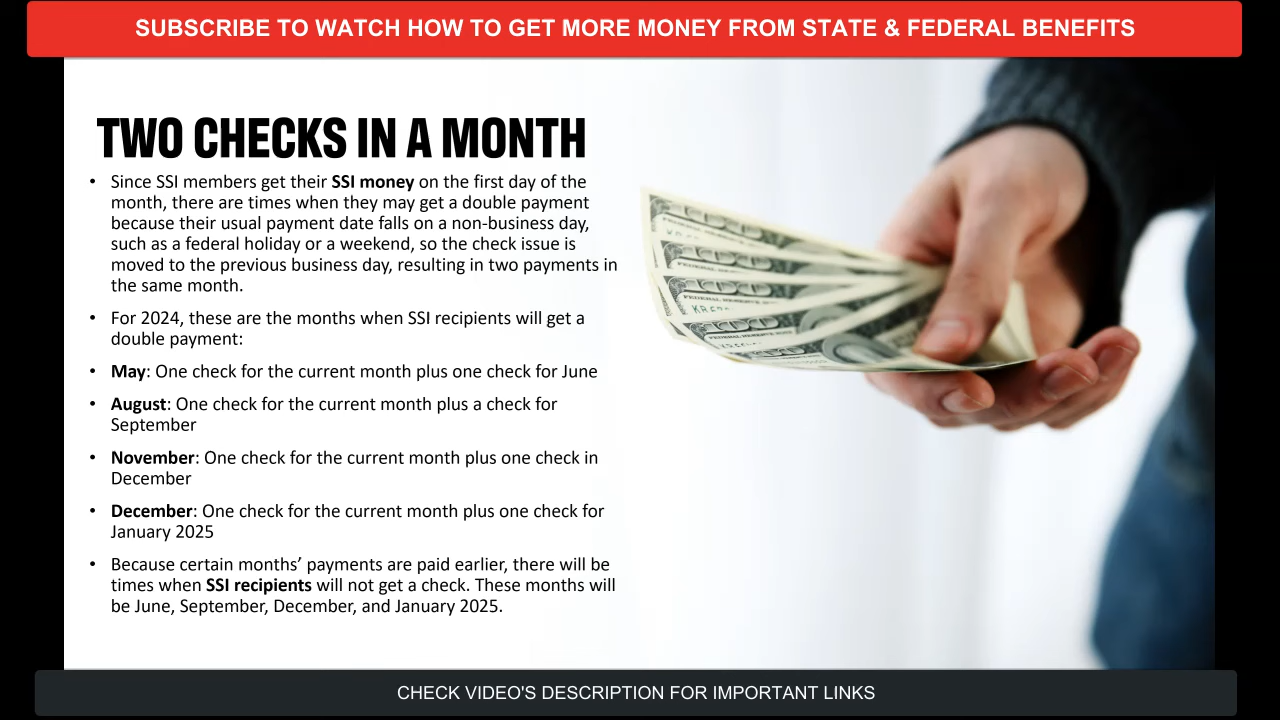 SUBSCRIBE TO WATCH HOW TO GET MORE MONEY FROM STATE & FEDERAL BENEFITS
TWO CHECKS IN A MONTH
• Since SSI members get their SSI money on the first day of the
month, there are times when they may get a double payment
because their usual payment date falls on a non-business day,
such as a federal holiday or a weekend, so the check issue is
moved to the previous business day, resulting in two payments in
the same month.
• For 2024, these are the months when SSI recipients will get a
double payment:
• May: One check for the current month plus one check for June
• August: One check for the current month plus a check for
September
• November: One check for the current month plus one check in
December
• December: One check for the current month plus one check for
January 2025
• Because certain months’ payments are paid earlier, there will be
times when SSI recipients will not get a check. These months will
be June, September, December, and January 2025.
CHECK VIDEO'S DESCRIPTION FOR IMPORTANT LINKS